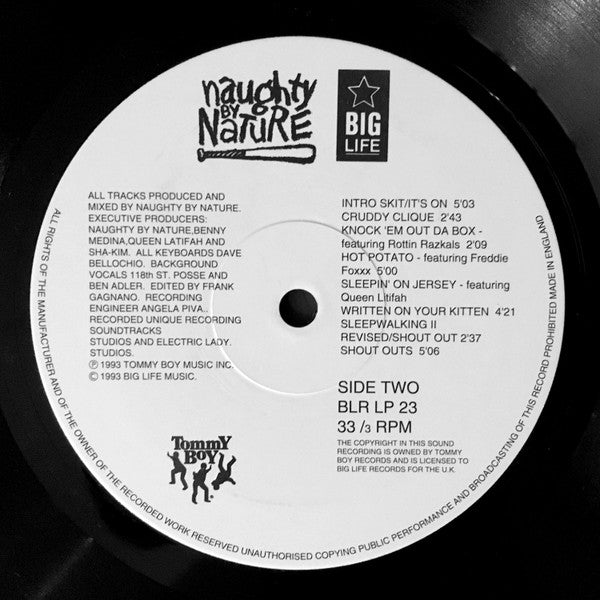 naughty
BY
NATURE
BIG
LIFE
ALL TRACKS PRODUCED AND
MIXED BY NAUGHTY BY NATURE.
EXECUTIVE PRODUCERS:
NAUGHTY BY NATURE,BENNY
MEDINA,QUEEN LATIFAH AND
SHA-KIM. ALL KEYBOARDS DAVE
BELLOCHIO. BACKGROUND
VOCALS 118th ST. POSSE AND
BEN ADLER. EDITED BY FRANK
GAGNANO. RECORDING
ENGINEER ANGELA PIVA..
RECORDED UNIQUE RECORDING
SOUNDTRACKS
STUDIOS AND ELECTRIC LADY.
STUDIOS.
℗ 1993 TOMMY BOY MUSIC INC.
© 1993 BIG LIFE MUSIC.
INTRO SKIT/IT'S ON 5'03
CRUDDY CLIQUE 2'43
KNOCK 'EM OUT DA BOX -
featuring Rottin Razkals 2'09
HOT POTATO - featuring Freddie
Foxxx 5'00
SLEEPIN' ON JERSEY - featuring
Queen Litifah
WRITTEN ON YOUR KITTEN 4'21
SLEEPWALKING II
REVISED/SHOUT OUT 2'37
SHOUT OUTS 5'06
SIDE TWO
BLR LP 23
33 /3 RPM
THE COPYRIGHT IN THIS SOUND
RECORDING IS OWNED BY TOMMY
BOY RECORDS AND IS LICENSED TO
BIG LIFE RECORDS FOR THE U.K.
Tommy
Boy
ALL RIGHTS OF THE MANUFACTURER AND OF THE OWNER OF THE RECORDED WORK RESERVED UNAUTHORISED COPYING PUBLIC PERFORMANCE AND BROADCASTING OF THIS RECORD PROHIBITED MADE IN ENGLAND